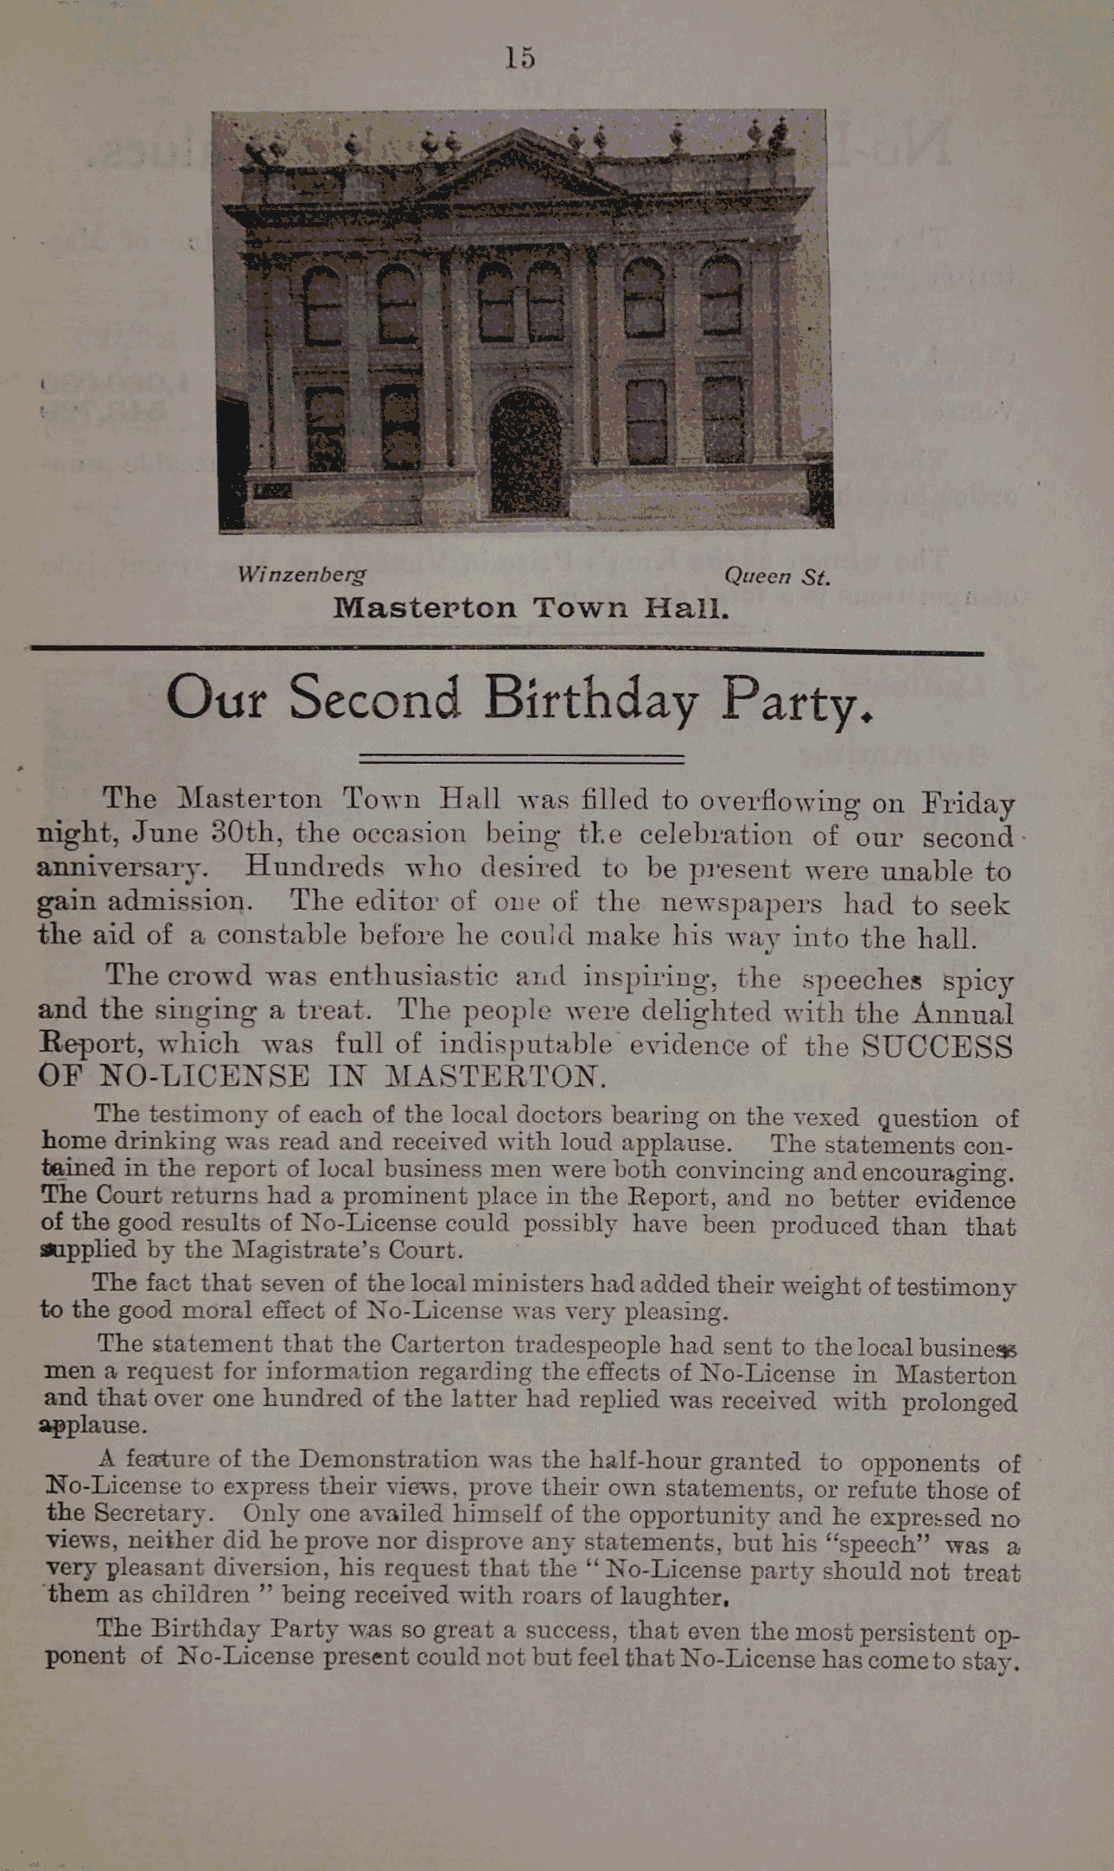 15
Winzenberg Queen St.
Masterton Town Hall.
Our Second Birthday Party.
The Masterton Town Hall was filled to overflowing on Friday
night, June 30th, the occasion being the celebration of our second
anniversary. Hundreds who desired to be present were unable to
gain admission. The editor of one of the newspapers had to seek
the aid of a constable before he could make his way into the hall.
The crowd was enthusiastic and inspiring, the speeches spicy
and the singing a treat. The people were delighted with the Annual
Report, which was full of indisputable evidence of the SUCCESS
OF NO-LICENSE IN MASTERTON.
The testimony of each of the local doctors bearing on the vexed question of
home drinking was read and received with loud applause. The statements con-
tained in the report of local business men were both convincing and encouraging.
The Court returns had a prominent place in the Report, and no better evidence
of the good results of No-License could possibly have been produced than that
supplied by the Magistrate's Court.
The fact that seven of the local ministers had added their weight of testimony
to the good moral effect of No-License was very pleasing.
The statement that the Carterton tradespeople had sent to the local business
men a request for information regarding the effects of No-License in Masterton
and that over one hundred of the latter had replied was received with prolonged
applause.
A feature of the Demonstration was the half-hour granted to opponents of
No-License to express their views, prove their own statements, or refute those of
the Secretary. Only one availed himself of the opportunity and he expressed no
views, neither did he prove nor disprove any statements, but his "speech" was a
very pleasant diversion, his request that the " No-License party should not treat
them as children " being received with roars of laughter.
The Birthday Party was so great a success, that even the most persistent op-
ponent of No-License present could not but feel that No-License has come to stay.